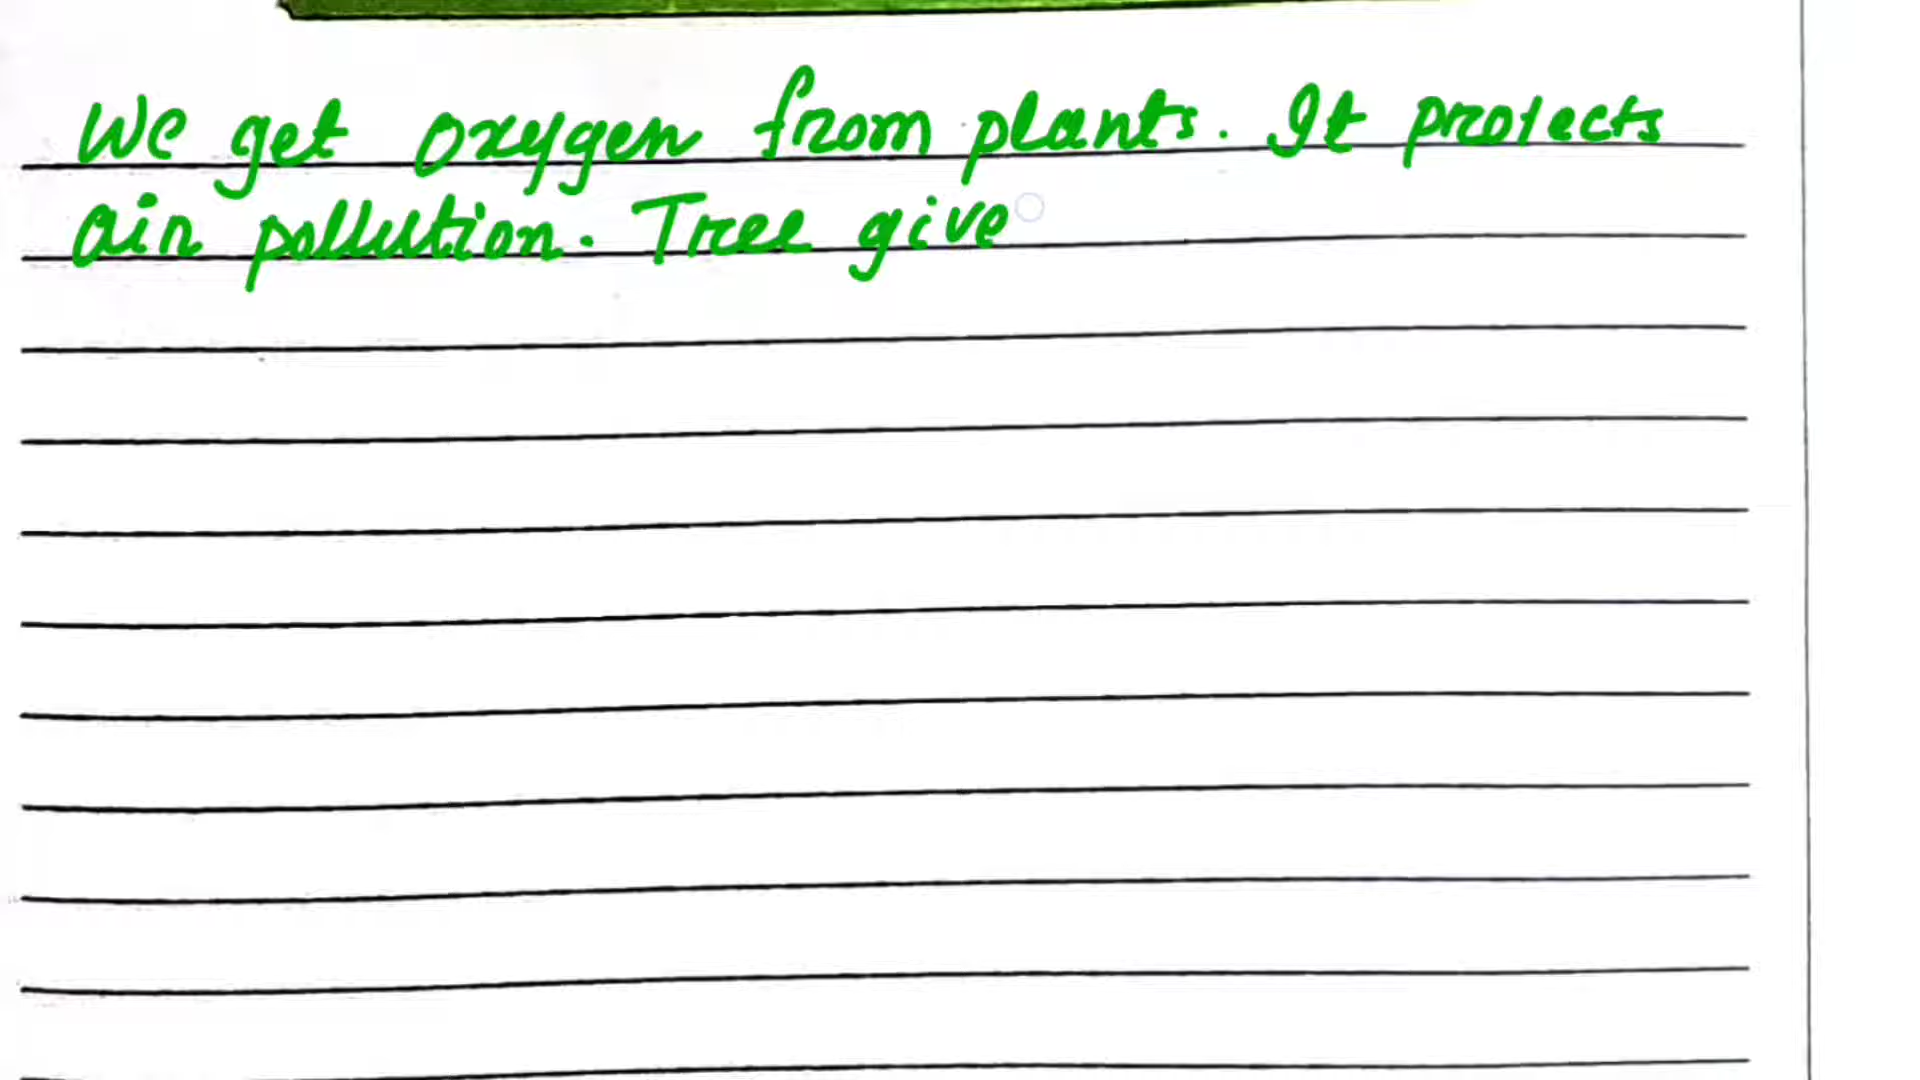 We get oxygen from plants. It protects
air pollution. Tree give